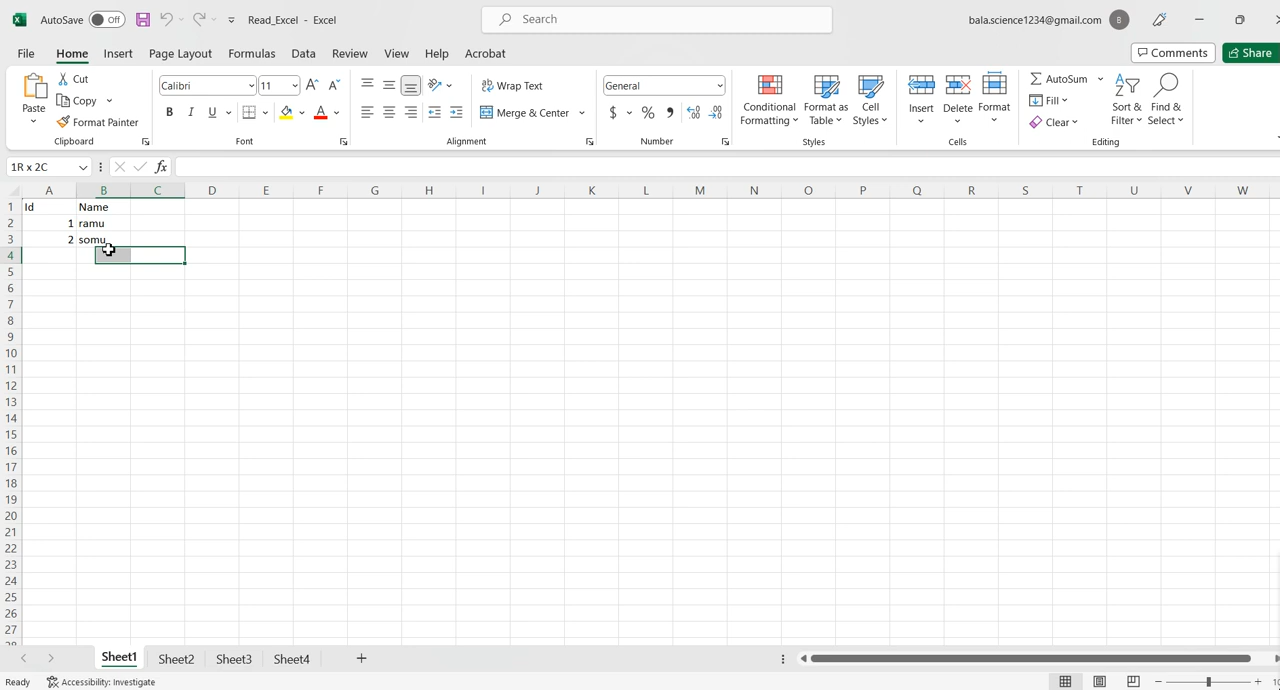 AutoSave Off Read_Excel - Excel Search bala.science1234@gmail.com B
File Home Insert Page Layout Formulas Data Review View Help Acrobat Comments Share
Paste Cut Copy Format Painter Clipboard
Calibri 11 B I U A Font
Wrap Text Merge & Center Alignment
General $ % Number
Conditional Formatting Format as Table Cell Styles Styles
Insert Delete Format Cells
AutoSum Fill Clear Sort & Filter Find & Select Editing
1R x 2C fx
A B C D E F G H I J K L M N O P Q R S T U V W
1 Id Name
2 1 ramu
3 2 somu
4
5
6
7
8
9
10
11
12
13
14
15
16
17
18
19
20
21
22
23
24
25
26
27
Sheet1 Sheet2 Sheet3 Sheet4
Ready Accessibility: Investigate